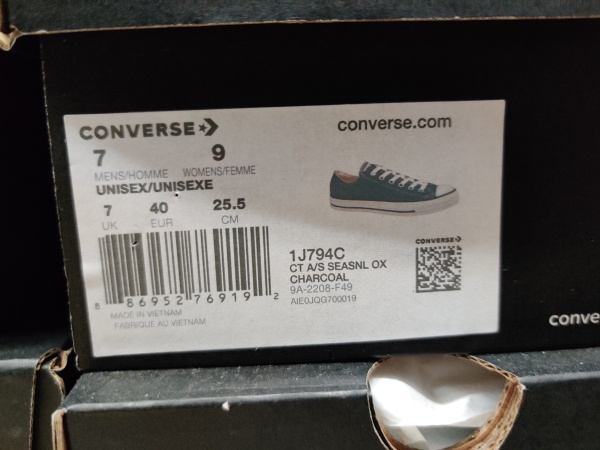 CONVERSE
converse.com
7 9
MENS/HOMME WOMENS/FEMME
UNISEX/UNISEXE
7 40 25.5
UK EUR CM
1J794C
CT A/S SEASNL OX
CHARCOAL
9A-2208-F49
AIE0JQG700019
CONVERSE
8 86952 76919 2
MADE IN VIETNAM
FABRIQUE AU VIETNAM
conve